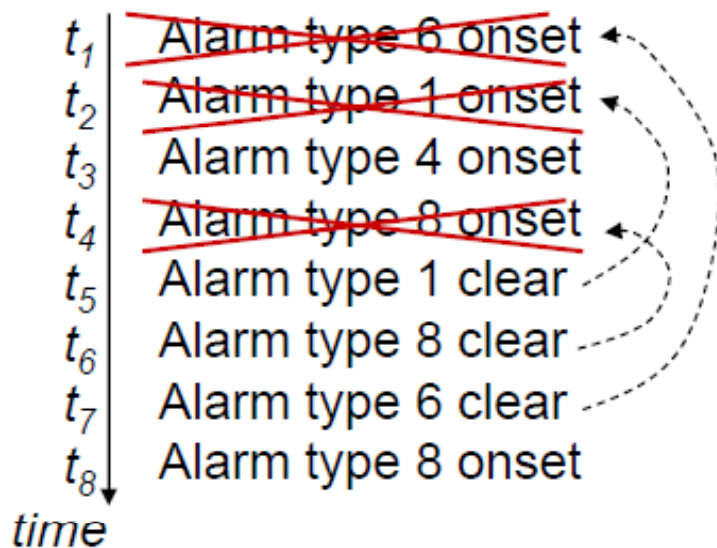 t1 Alarm type 6 onset
t2 Alarm type 1 onset
t3 Alarm type 4 onset
t4 Alarm type 8 onset
t5 Alarm type 1 clear
t6 Alarm type 8 clear
t7 Alarm type 6 clear
t8 Alarm type 8 onset
time